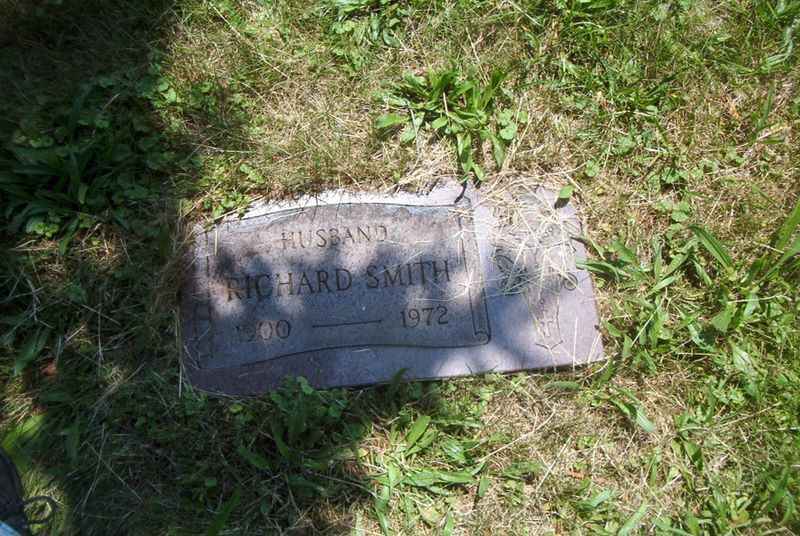 HUSBAND
RICHARD SMITH
1900 — 1972